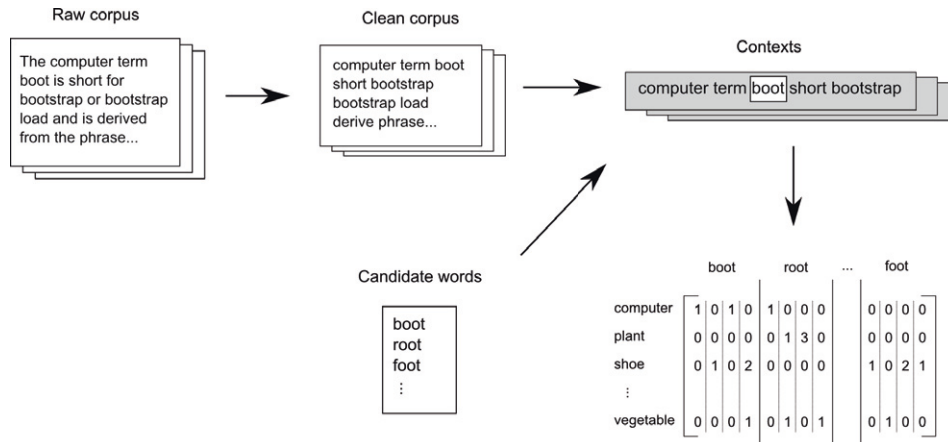 Raw corpus
The computer term
boot is short for
bootstrap or bootstrap
load and is derived
from the phrase...
Clean corpus
computer term boot
short bootstrap
bootstrap load
derive phrase...
Contexts
computer term boot short bootstrap
Candidate words
boot
root
foot
⋮
boot root ... foot
computer 1 0 1 0 1 0 0 0 0 0 0 0
plant 0 0 0 0 0 1 3 0 0 0 0 0
shoe 0 1 0 2 0 0 0 0 1 0 2 1
⋮
vegetable 0 0 0 1 0 1 0 1 0 1 0 0